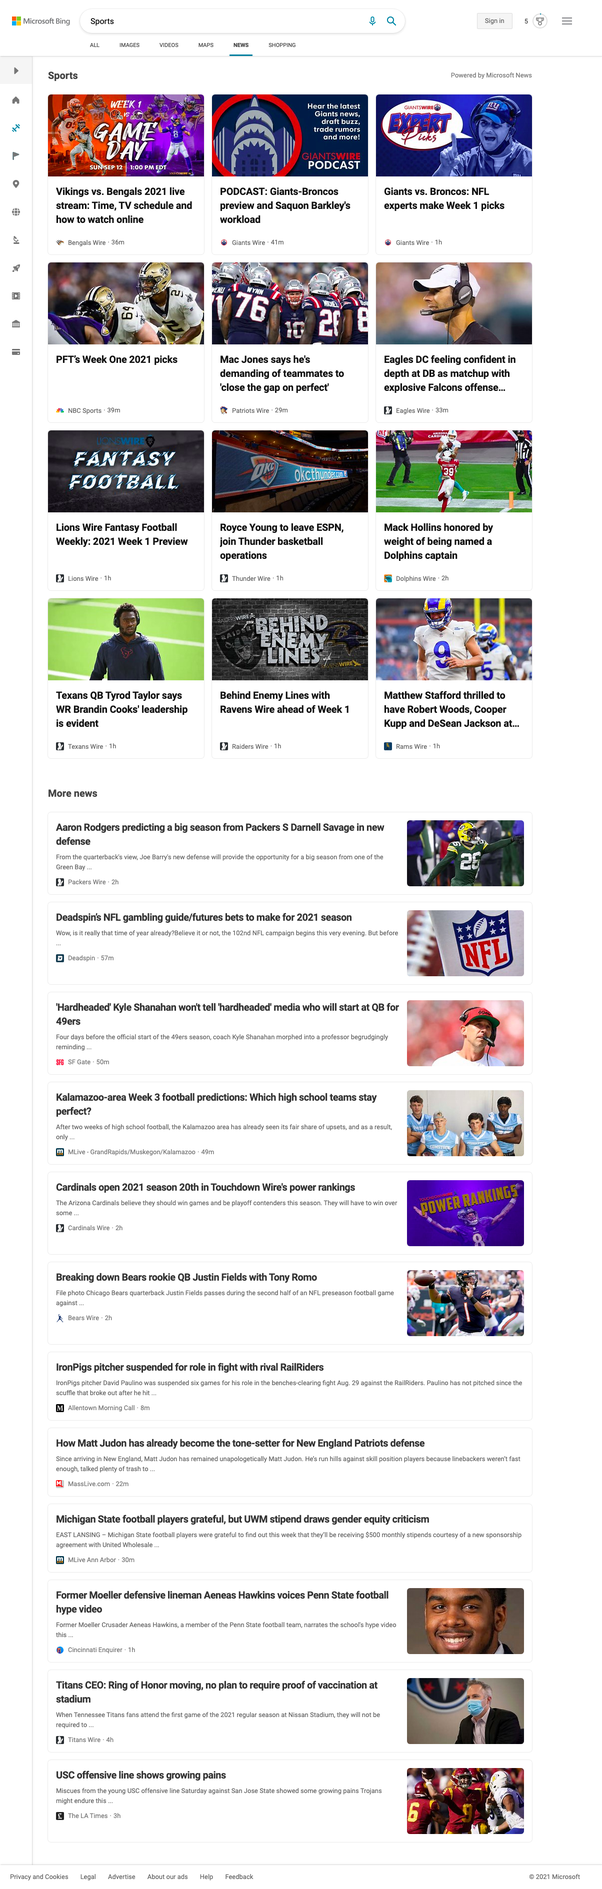 Microsoft Bing
Sports
Sign in
5
ALL IMAGES VIDEOS MAPS NEWS SHOPPING
Sports
Powered by Microsoft News
WEEK 1
GAME
DAY
SUN SEP 12 1:00 PM EDT
Vikings vs. Bengals 2021 live
stream: Time, TV schedule and
how to watch online
Bengals Wire · 36m
Hear the latest
Giants news,
draft buzz,
trade rumors
and more!
GIANTSWIRE
PODCAST
PODCAST: Giants-Broncos
preview and Saquon Barkley's
workload
Giants Wire · 41m
GIANTSWIRE
EXPERT
Picks
Giants vs. Broncos: NFL
experts make Week 1 picks
Giants Wire · 1h
PFT's Week One 2021 picks
NBC Sports · 39m
76
10
28
Mac Jones says he's
demanding of teammates to
'close the gap on perfect'
Patriots Wire · 29m
Eagles DC feeling confident in
depth at DB as matchup with
explosive Falcons offense...
Eagles Wire · 33m
FANTASY
FOOTBALL
Lions Wire Fantasy Football
Weekly: 2021 Week 1 Preview
Lions Wire · 1h
OKC
okcthunder.com
Royce Young to leave ESPN,
join Thunder basketball
operations
Thunder Wire · 1h
39
Mack Hollins honored by
weight of being named a
Dolphins captain
Dolphins Wire · 2h
Texans QB Tyrod Taylor says
WR Brandin Cooks' leadership
is evident
Texans Wire · 1h
BEHIND
ENEMY
LINES
Behind Enemy Lines with
Ravens Wire ahead of Week 1
Raiders Wire · 1h
9
5
Matthew Stafford thrilled to
have Robert Woods, Cooper
Kupp and DeSean Jackson at...
Rams Wire · 1h
More news
Aaron Rodgers predicting a big season from Packers S Darnell Savage in new
defense
From the quarterback's view, Joe Barry's new defense will provide the opportunity for a big season from one of the
Green Bay ...
Packers Wire · 2h
26
Deadspin's NFL gambling guide/futures bets to make for 2021 season
Wow, is it really that time of year already?Believe it or not, the 102nd NFL campaign begins this very evening. But before
...
Deadspin · 57m
NFL
'Hardheaded' Kyle Shanahan won't tell 'hardheaded' media who will start at QB for
49ers
Four days before the official start of the 49ers season, coach Kyle Shanahan morphed into a professor begrudgingly
reminding ...
SF Gate · 50m
Kalamazoo-area Week 3 football predictions: Which high school teams stay
perfect?
After two weeks of high school football, the Kalamazoo area has already seen its fair share of upsets, and as a result,
only ...
MLive - GrandRapids/Muskegon/Kalamazoo · 49m
Cardinals open 2021 season 20th in Touchdown Wire's power rankings
The Arizona Cardinals believe they should win games and be playoff contenders this season. They will have to win over
some ...
Cardinals Wire · 2h
POWER RANKINGS
8
Breaking down Bears rookie QB Justin Fields with Tony Romo
File photo Chicago Bears quarterback Justin Fields passes during the second half of an NFL preseason football game
against ...
Bears Wire · 2h
1
IronPigs pitcher suspended for role in fight with rival RailRiders
IronPigs pitcher David Paulino was suspended six games for his role in the benches-clearing fight Aug. 29 against the RailRiders. Paulino has not pitched since the
scuffle that broke out after he hit ...
Allentown Morning Call · 8m
How Matt Judon has already become the tone-setter for New England Patriots defense
Since arriving in New England, Matt Judon has remained unapologetically Matt Judon. He's run hills against skill position players because linebackers weren't fast
enough, talked plenty of trash to ...
MassLive.com · 22m
Michigan State football players grateful, but UWM stipend draws gender equity criticism
EAST LANSING – Michigan State football players were grateful to find out this week that they'll be receiving $500 monthly stipends courtesy of a new sponsorship
agreement with United Wholesale ...
MLive Ann Arbor · 30m
Former Moeller defensive lineman Aeneas Hawkins voices Penn State football
hype video
Former Moeller Crusader Aeneas Hawkins, a member of the Penn State football team, narrates the school's hype video
this ...
Cincinnati Enquirer · 1h
Titans CEO: Ring of Honor moving, no plan to require proof of vaccination at
stadium
When Tennessee Titans fans attend the first game of the 2021 regular season at Nissan Stadium, they will not be
required to ...
Titans Wire · 4h
USC offensive line shows growing pains
Miscues from the young USC offensive line Saturday against San Jose State showed some growing pains Trojans
might endure this ...
The LA Times · 3h
Privacy and Cookies Legal Advertise About our ads Help Feedback
© 2021 Microsoft